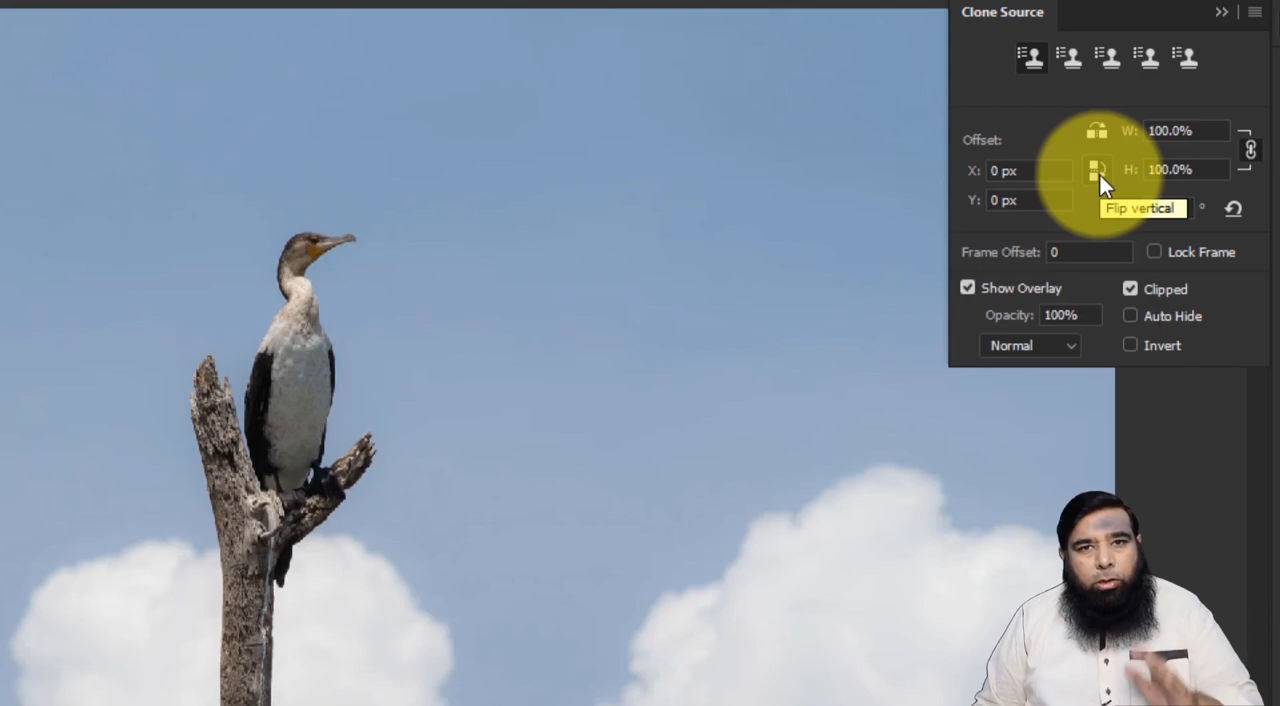 Clone Source
Offset:
W: 100.0%
X: 0 px
H: 100.0%
Y: 0 px
Flip vertical
°
Frame Offset: 0
Lock Frame
Show Overlay
Clipped
Opacity: 100%
Auto Hide
Normal
Invert